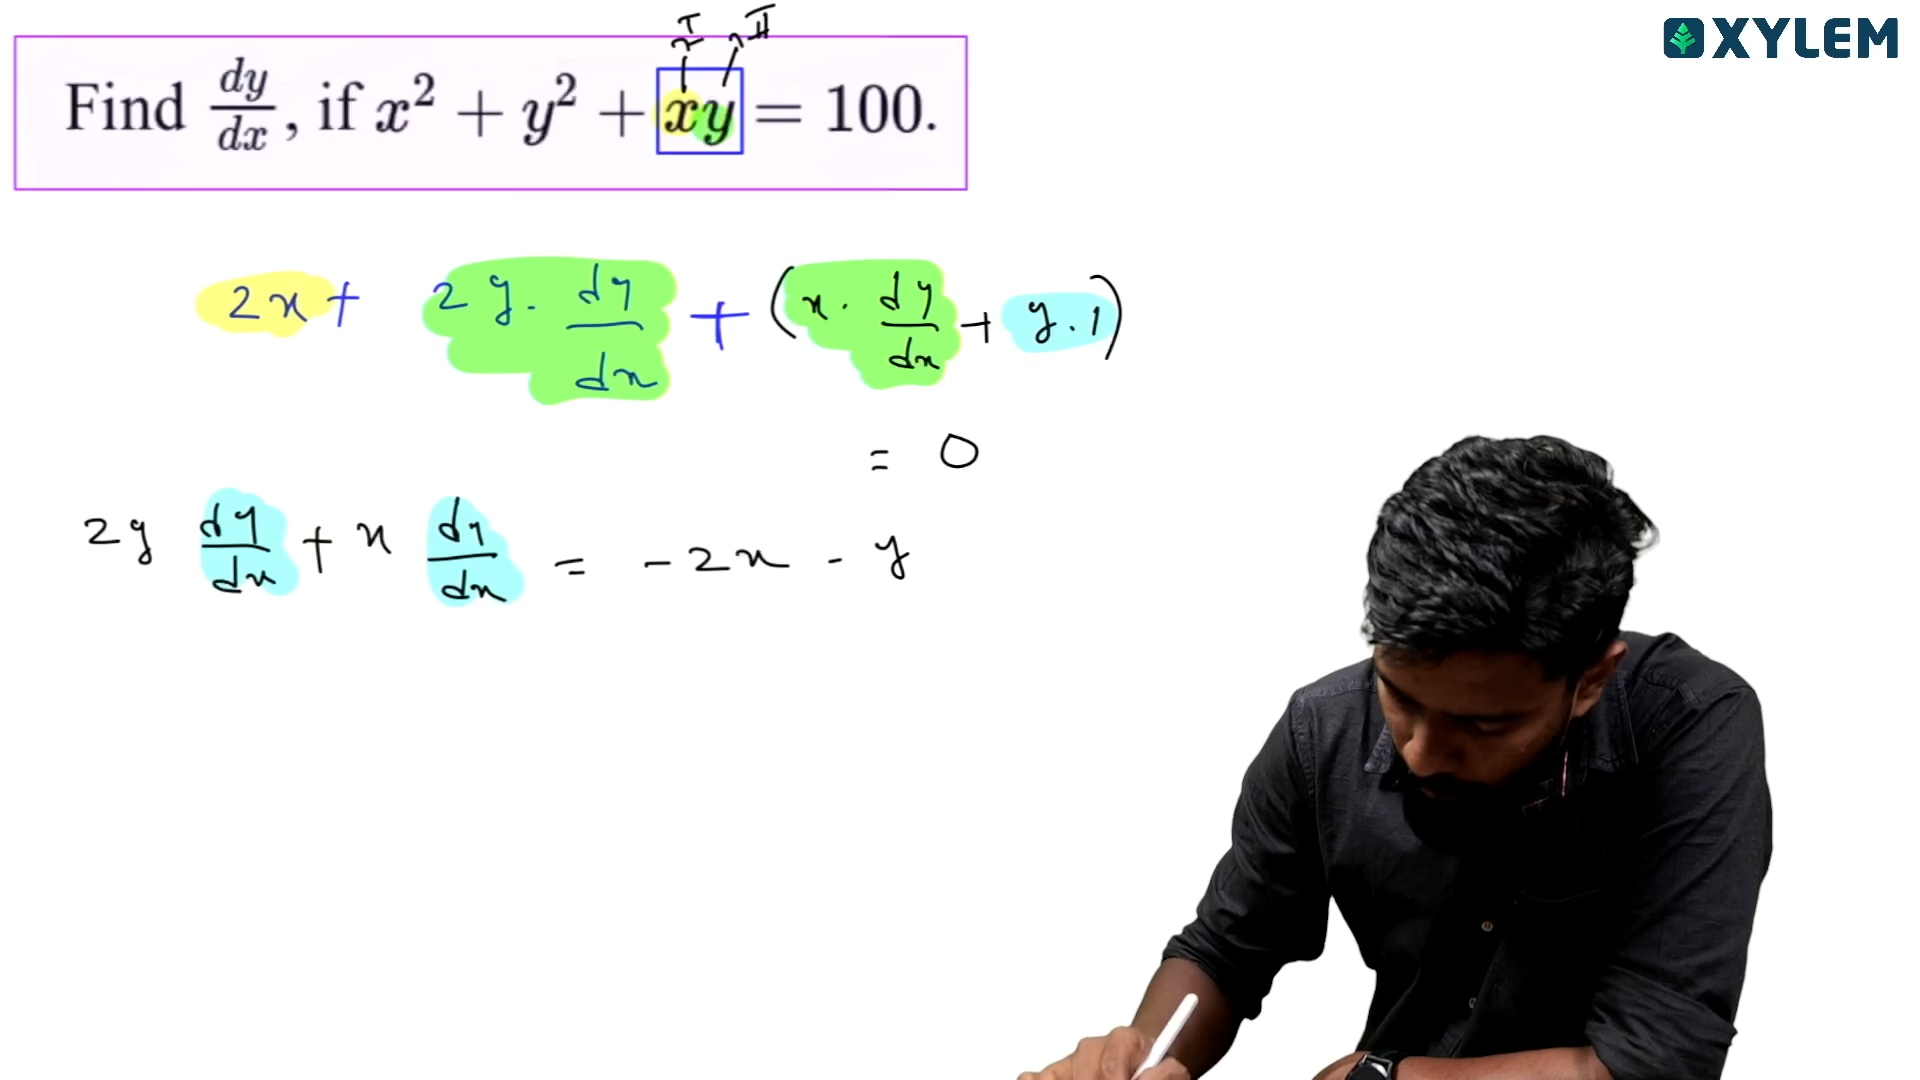 XYLEM
I II
Find dy/dx, if x² + y² + xy = 100.
2x + 2y . dy/dx + (x . dy/dx + y . 1)
= 0
2y dy/dx + x dy/dx = -2x - y